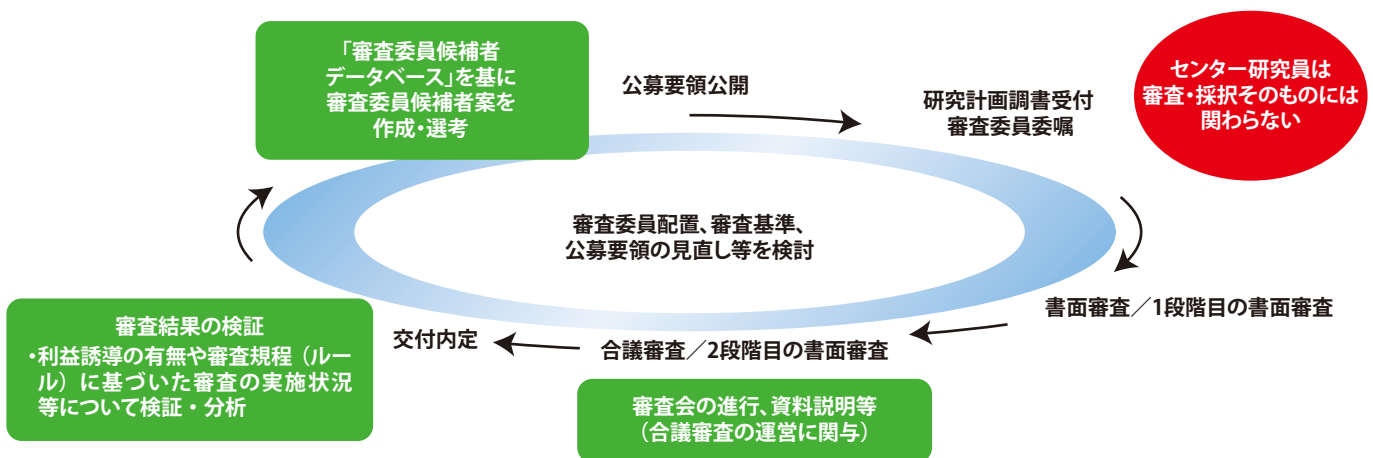 「審査委員候補者
データベース」を基に
審査委員候補者案を
作成・選考
公募要領公開
研究計画調書受付
審査委員委嘱
センター研究員は
審査・採択そのものには
関わらない
審査委員配置、審査基準、
公募要領の見直し等を検討
書面審査／1段階目の書面審査
合議審査／2段階目の書面審査
交付内定
審査結果の検証
・利益誘導の有無や審査規程（ルー
ル）に基づいた審査の実施状況
等について検証・分析
審査会の進行、資料説明等
（合議審査の運営に関与）